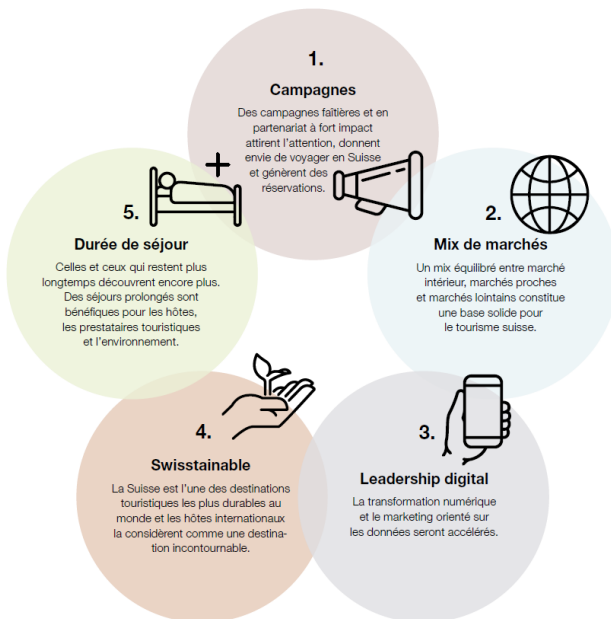 1.
Campagnes
Des campagnes faîtières et en
partenariat à fort impact
attirent l'attention, donnent
envie de voyager en Suisse
et génèrent des
réservations.
2.
Mix de marchés
Un mix équilibré entre marché
intérieur, marchés proches
et marchés lointains constitue
une base solide pour
le tourisme suisse.
3.
Leadership digital
La transformation numérique
et le marketing orienté sur
les données seront accélérés.
4.
Swisstainable
La Suisse est l'une des destinations
touristiques les plus durables au
monde et les hôtes internationaux
la considèrent comme une destina-
tion incontournable.
5.
Durée de séjour
Celles et ceux qui restent plus
longtemps découvrent encore plus.
Des séjours prolongés sont
bénéfiques pour les hôtes,
les prestataires touristiques
et l'environnement.